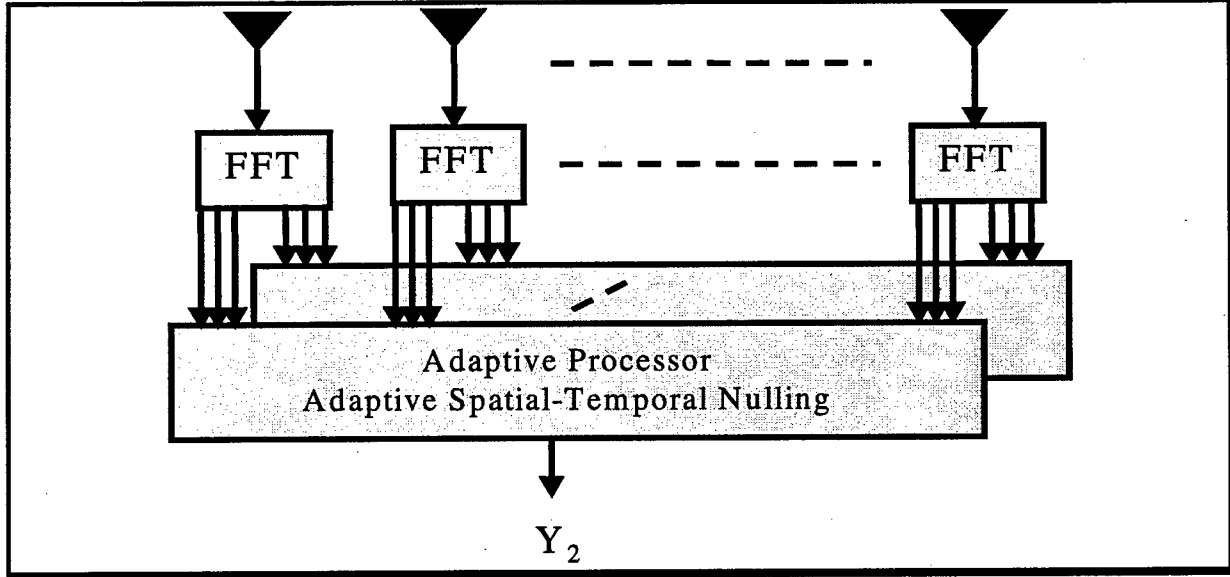 FFT
FFT
FFT
Adaptive Processor
Adaptive Spatial-Temporal Nulling
Y2